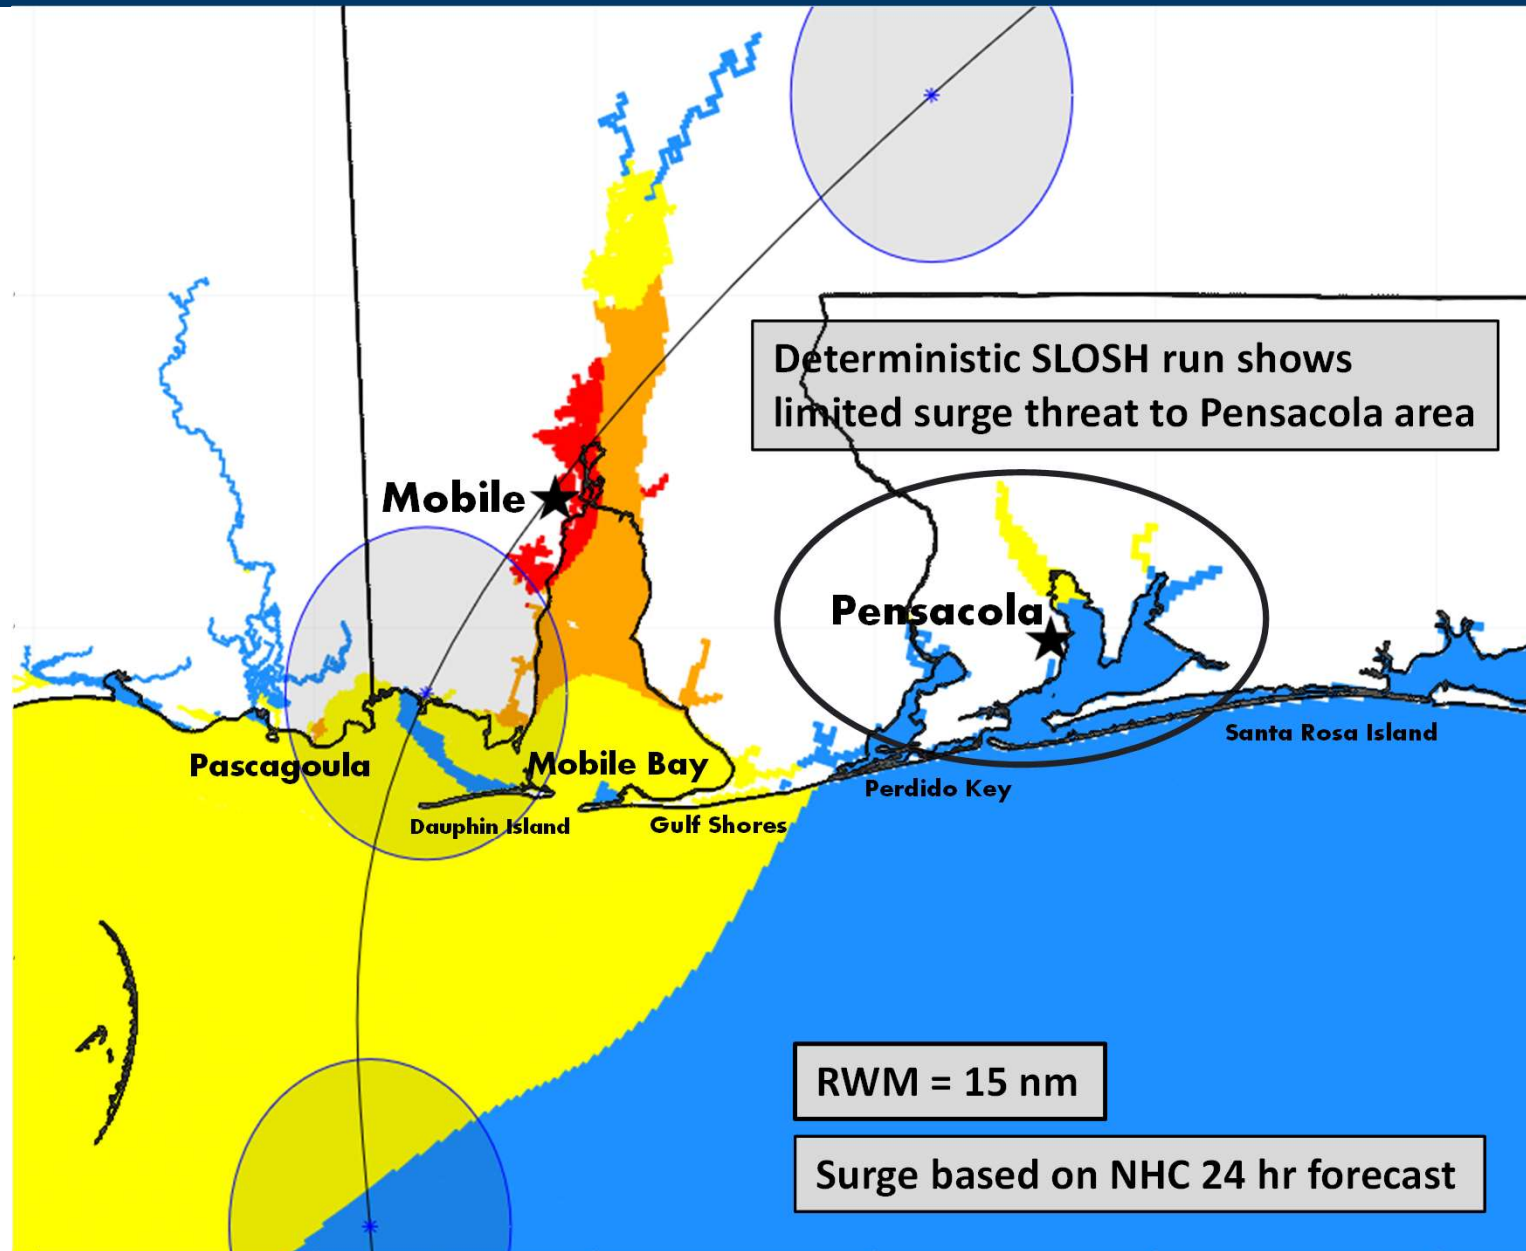 Deterministic SLOSH run shows
limited surge threat to Pensacola area
Mobile
Pensacola
Santa Rosa Island
Pascagoula
Mobile Bay
Perdido Key
Dauphin Island
Gulf Shores
RWM = 15 nm
Surge based on NHC 24 hr forecast